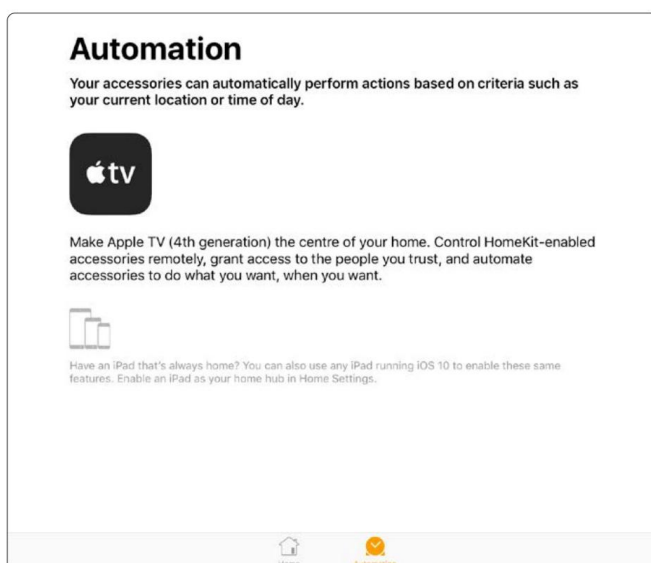 Automation
Your accessories can automatically perform actions based on criteria such as
your current location or time of day.
tv
Make Apple TV (4th generation) the centre of your home. Control HomeKit-enabled
accessories remotely, grant access to the people you trust, and automate
accessories to do what you want, when you want.
Have an iPad that's always home? You can also use any iPad running iOS 10 to enable these same
features. Enable an iPad as your home hub in Home Settings.